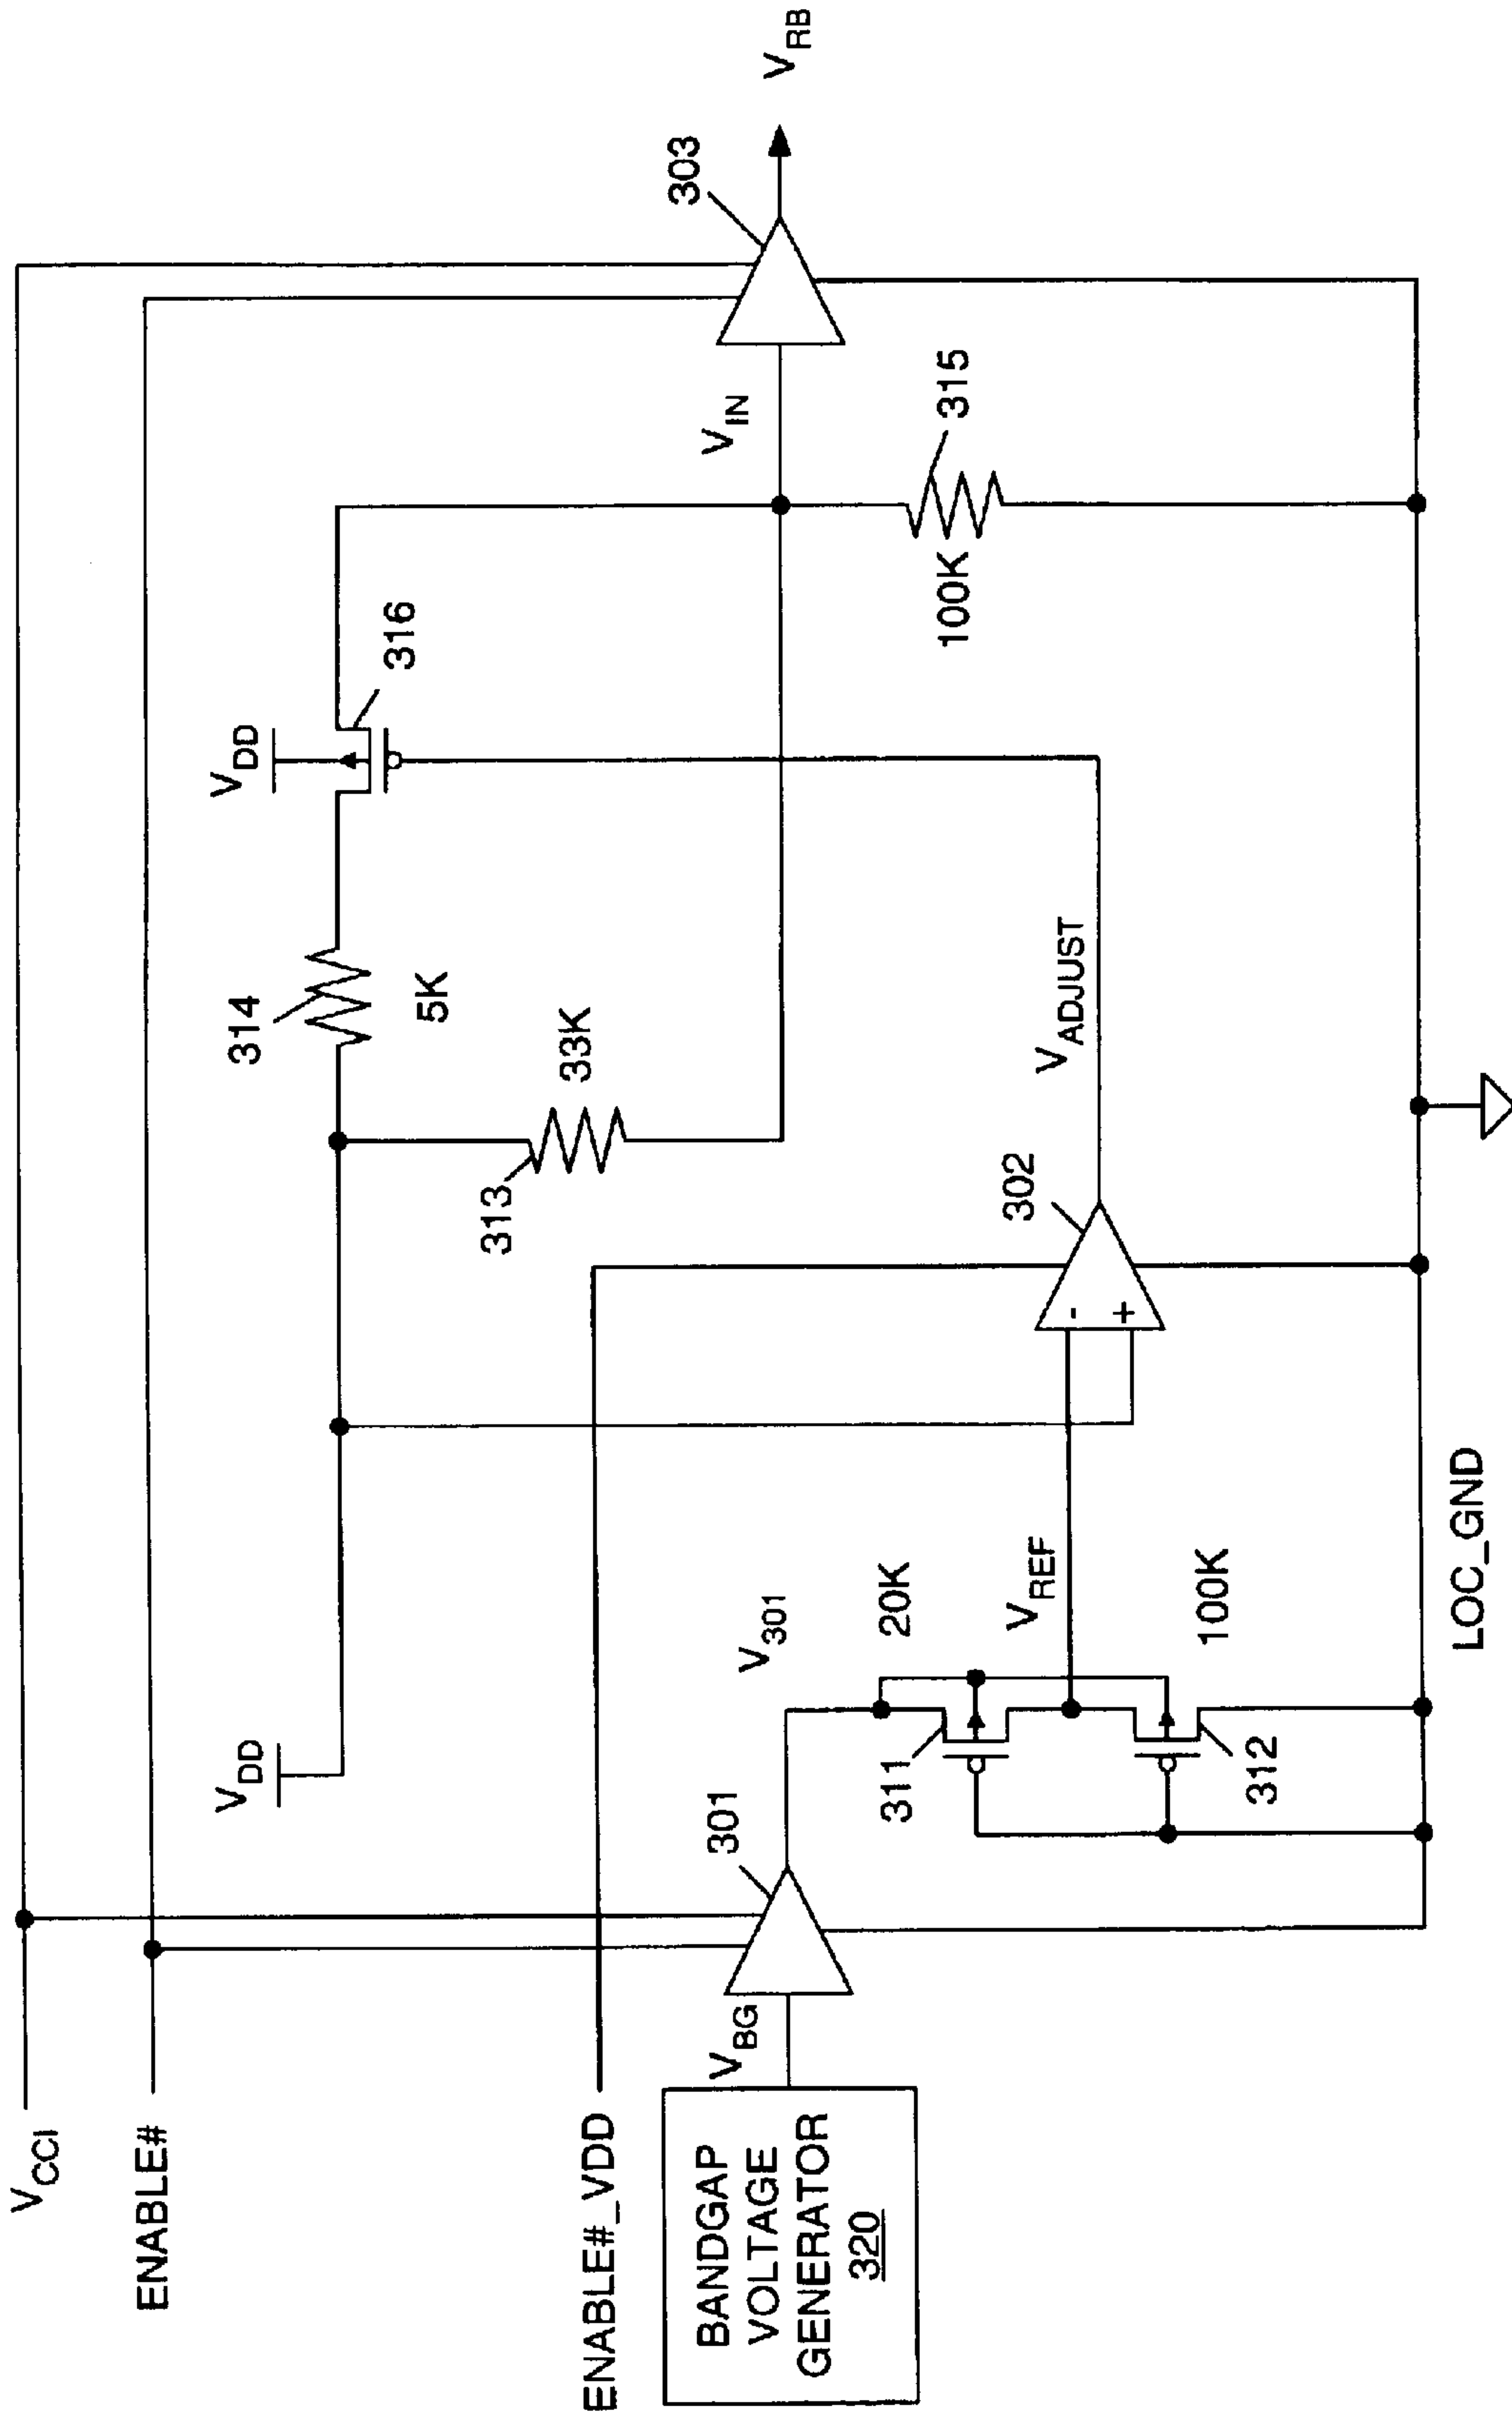 V_CCI
ENABLE#
ENABLE#_VDD
BANDGAP
VOLTAGE
GENERATOR
320
V_BG
301
V_DD
V_301
311
20K
V_REF
312
100K
LOC_GND
302
-
+
V_ADJUST
313
33K
314
5K
V_DD
316
V_IN
100K
315
303
V_RB